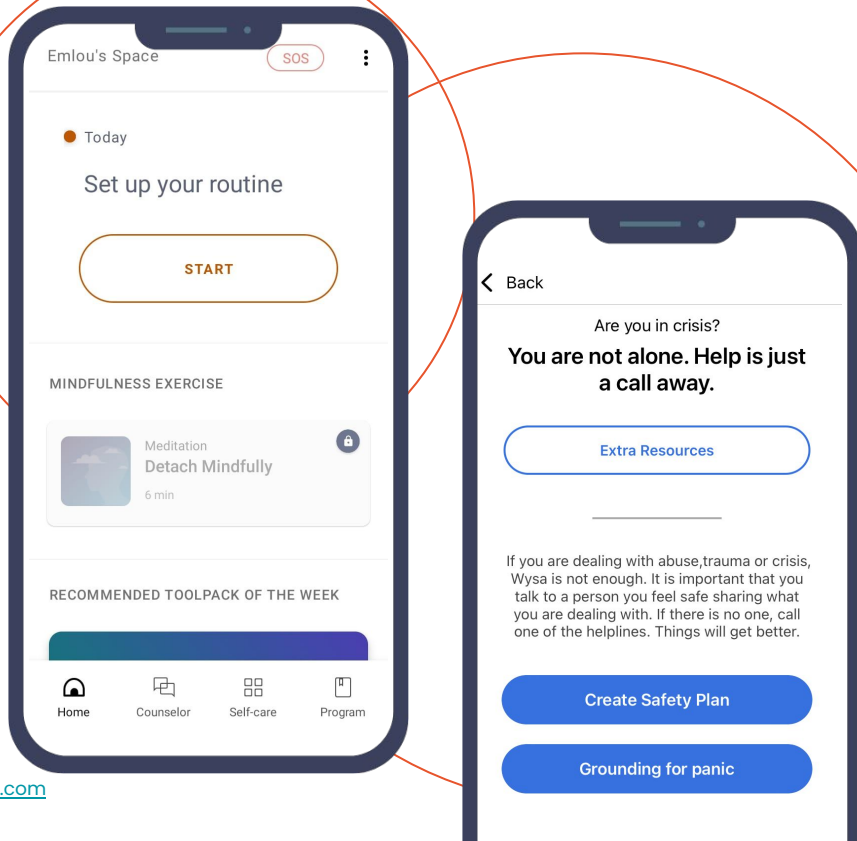 Emlou's Space
SOS
Today
Set up your routine
START
MINDFULNESS EXERCISE
Meditation
Detach Mindfully
6 min
RECOMMENDED TOOLPACK OF THE WEEK
Home
Counselor
Self-care
Program
.com
Back
Are you in crisis?
You are not alone. Help is just
a call away.
Extra Resources
If you are dealing with abuse,trauma or crisis,
Wysa is not enough. It is important that you
talk to a person you feel safe sharing what
you are dealing with. If there is no one, call
one of the helplines. Things will get better.
Create Safety Plan
Grounding for panic